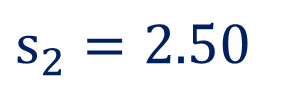 s₂ = 2.50